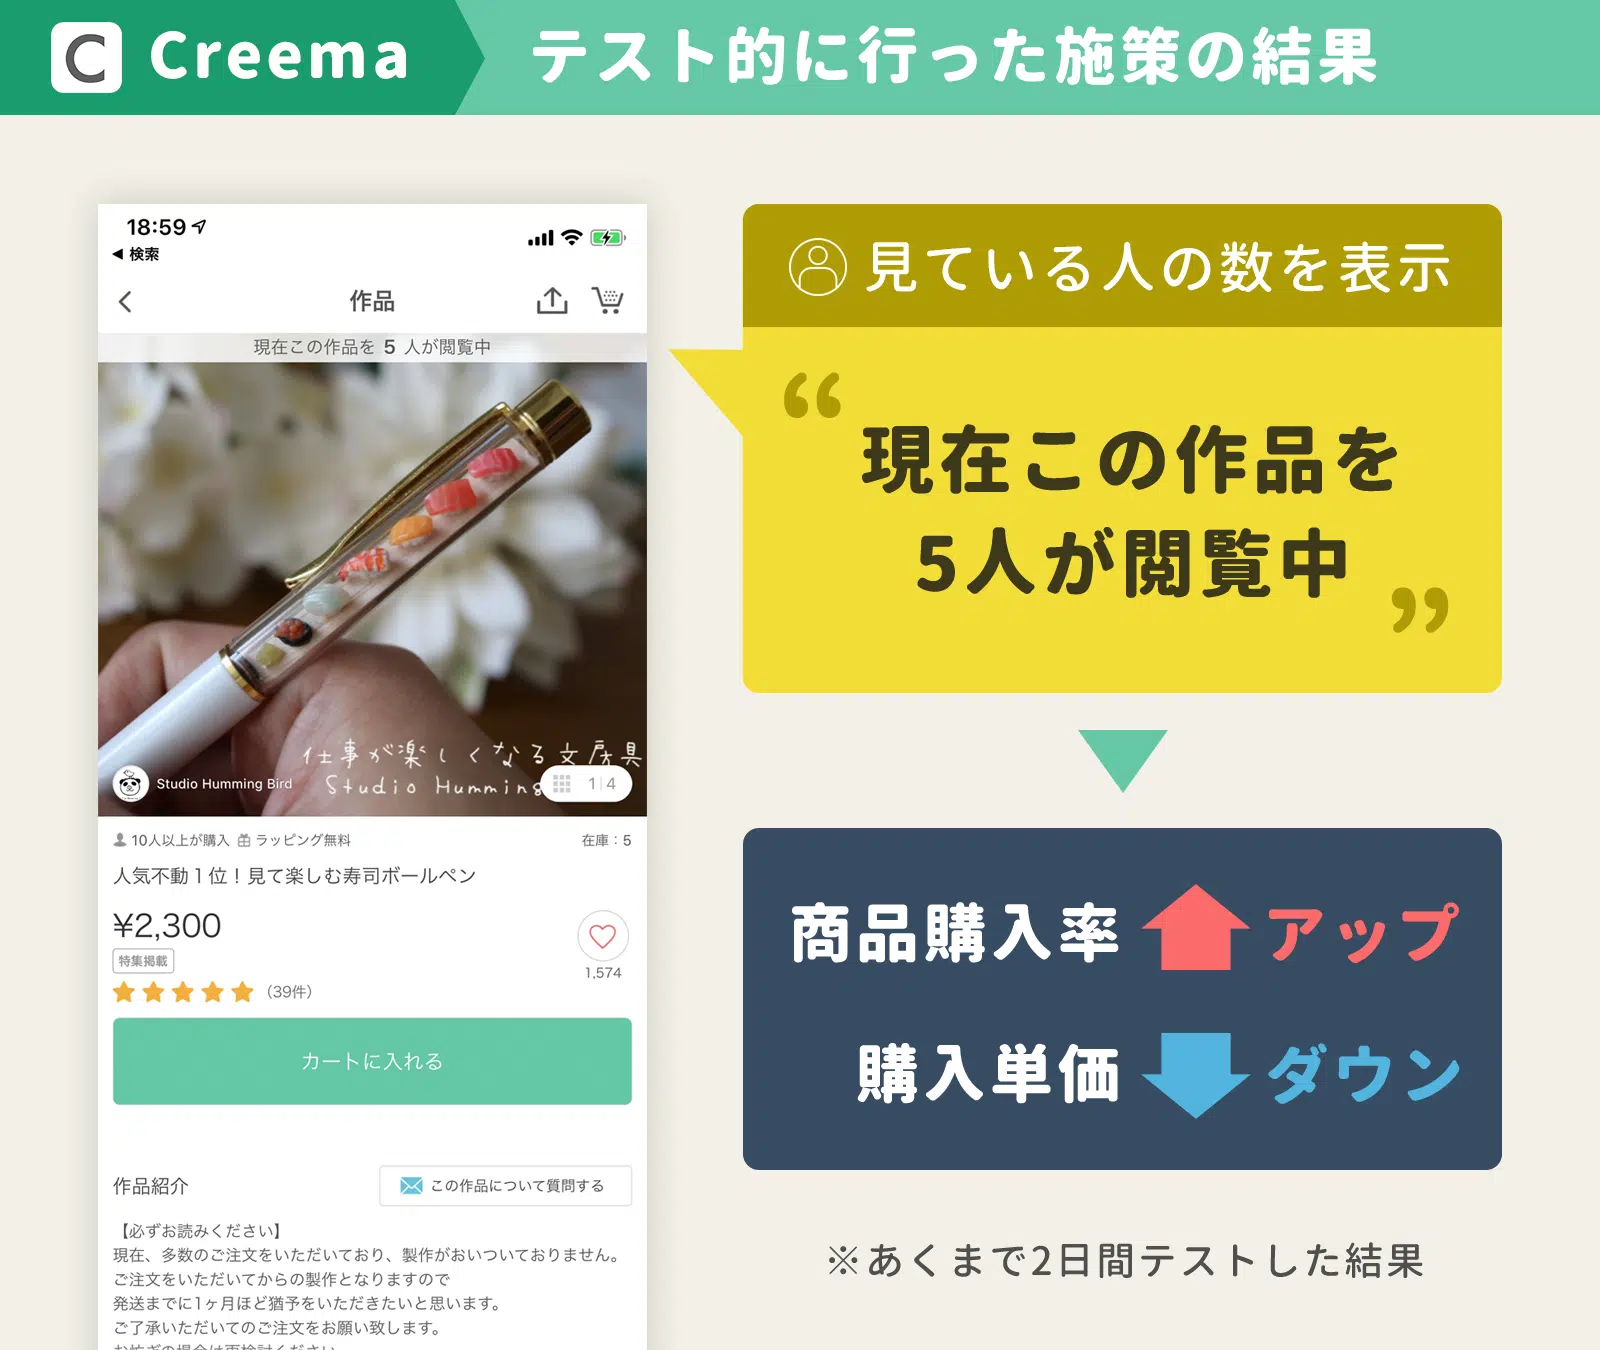 C Creema
テスト的に行った施策の結果
18:59
◀ 検索
作品
現在この作品を 5 人が閲覧中
仕事が楽しくなる文房具
Studio Humming
Studio Humming Bird
1|4
10人以上が購入 ラッピング無料
在庫：5
人気不動１位！見て楽しむ寿司ボールペン
¥2,300
特集掲載
1,574
（39件）
カートに入れる
作品紹介
この作品について質問する
【必ずお読みください】
現在、多数のご注文をいただいており、製作がおいついておりません。
ご注文をいただいてからの製作となりますので
発送までに1ヶ月ほど猶予をいただきたいと思います。
ご了承いただいてのご注文をお願い致します。
見ている人の数を表示
“現在この作品を
5人が閲覧中”
商品購入率 アップ
購入単価 ダウン
※あくまで2日間テストした結果